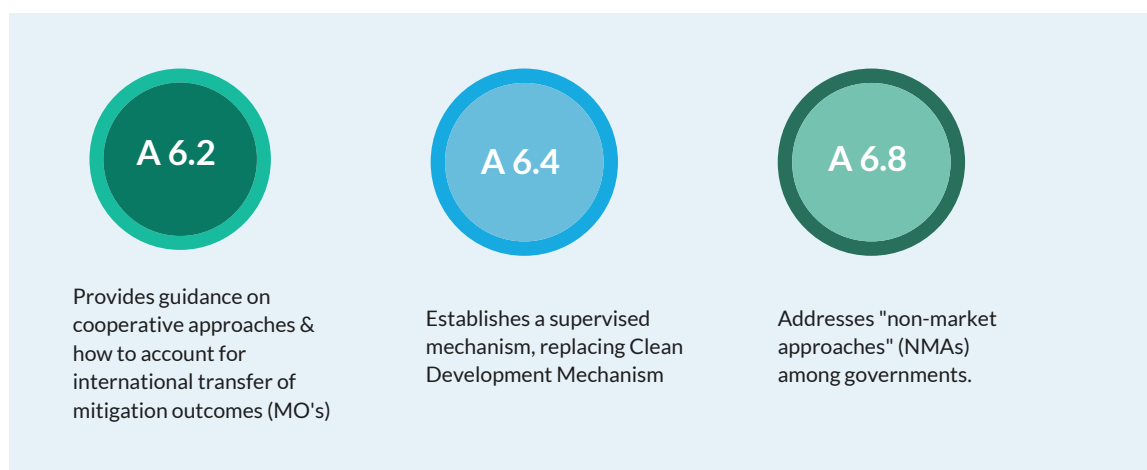 A 6.2
Provides guidance on
cooperative approaches &
how to account for
international transfer of
mitigation outcomes (MO's)
A 6.4
Establishes a supervised
mechanism, replacing Clean
Development Mechanism
A 6.8
Addresses "non-market
approaches" (NMAs)
among governments.